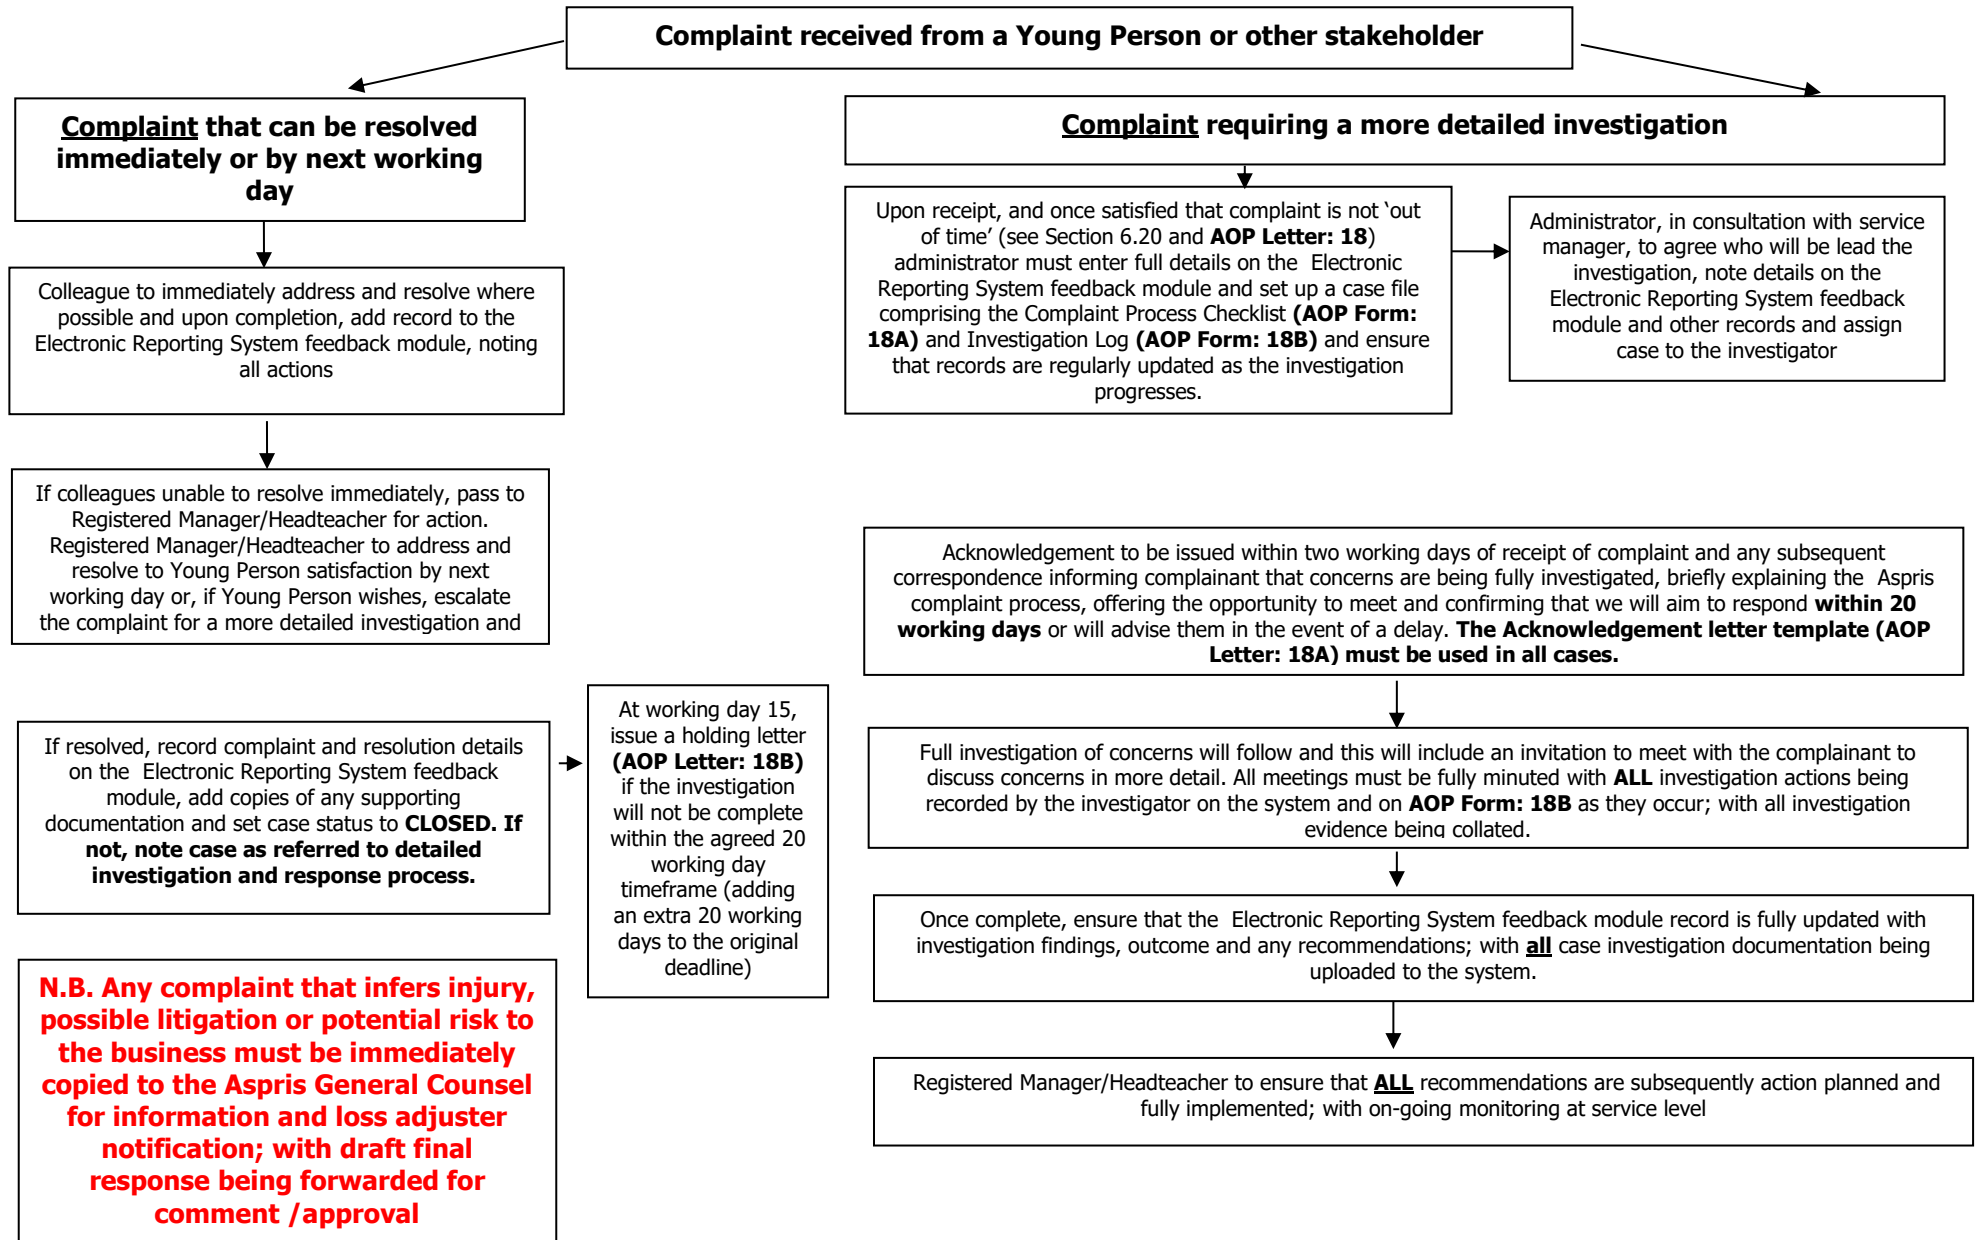 Complaint received from a Young Person or other stakeholder
Complaint that can be resolved
immediately or by next working
day
Colleague to immediately address and resolve where
possible and upon completion, add record to the
Electronic Reporting System feedback module, noting
all actions
If colleagues unable to resolve immediately, pass to
Registered Manager/Headteacher for action.
Registered Manager/Headteacher to address and
resolve to Young Person satisfaction by next
working day or, if Young Person wishes, escalate
the complaint for a more detailed investigation and
If resolved, record complaint and resolution details
on the Electronic Reporting System feedback
module, add copies of any supporting
documentation and set case status to CLOSED. If
not, note case as referred to detailed
investigation and response process.
N.B. Any complaint that infers injury,
possible litigation or potential risk to
the business must be immediately
copied to the Aspris General Counsel
for information and loss adjuster
notification; with draft final
response being forwarded for
comment /approval
At working day 15,
issue a holding letter
(AOP Letter: 18B)
if the investigation
will not be complete
within the agreed 20
working day
timeframe (adding
an extra 20 working
days to the original
deadline)
Complaint requiring a more detailed investigation
Upon receipt, and once satisfied that complaint is not ‘out
of time’ (see Section 6.20 and AOP Letter: 18)
administrator must enter full details on the Electronic
Reporting System feedback module and set up a case file
comprising the Complaint Process Checklist (AOP Form:
18A) and Investigation Log (AOP Form: 18B) and ensure
that records are regularly updated as the investigation
progresses.
Administrator, in consultation with service
manager, to agree who will be lead the
investigation, note details on the
Electronic Reporting System feedback
module and other records and assign
case to the investigator
Acknowledgement to be issued within two working days of receipt of complaint and any subsequent
correspondence informing complainant that concerns are being fully investigated, briefly explaining the Aspris
complaint process, offering the opportunity to meet and confirming that we will aim to respond within 20
working days or will advise them in the event of a delay. The Acknowledgement letter template (AOP
Letter: 18A) must be used in all cases.
Full investigation of concerns will follow and this will include an invitation to meet with the complainant to
discuss concerns in more detail. All meetings must be fully minuted with ALL investigation actions being
recorded by the investigator on the system and on AOP Form: 18B as they occur; with all investigation
evidence being collated.
Once complete, ensure that the Electronic Reporting System feedback module record is fully updated with
investigation findings, outcome and any recommendations; with all case investigation documentation being
uploaded to the system.
Registered Manager/Headteacher to ensure that ALL recommendations are subsequently action planned and
fully implemented; with on-going monitoring at service level